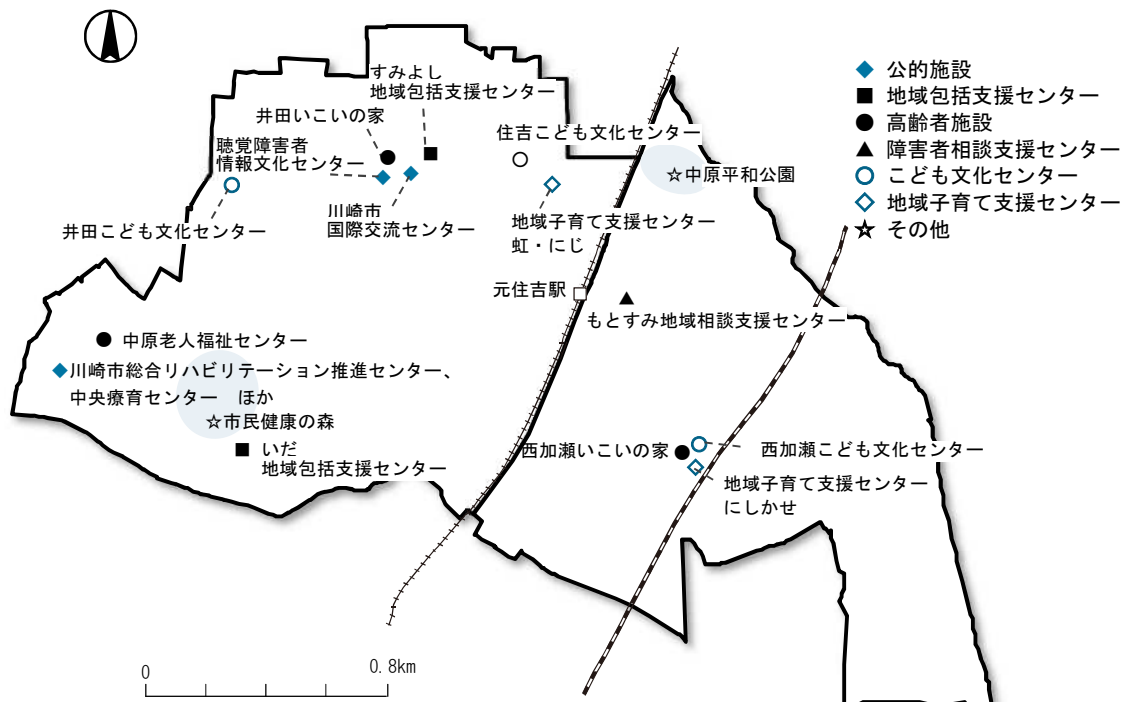 すみよし
地域包括支援センター
井田いこいの家
聴覚障害者
情報文化センター
住吉こども文化センター
☆中原平和公園
川崎市
国際交流センター
井田こども文化センター
地域子育て支援センター
虹・にじ
元住吉駅
もとすみ地域相談支援センター
中原老人福祉センター
川崎市総合リハビリテーション推進センター、
中央療育センター　ほか
☆市民健康の森
いだ
地域包括支援センター
西加瀬いこいの家
西加瀬こども文化センター
地域子育て支援センター
にしかせ
公的施設
地域包括支援センター
高齢者施設
障害者相談支援センター
こども文化センター
地域子育て支援センター
その他
0
0.8km